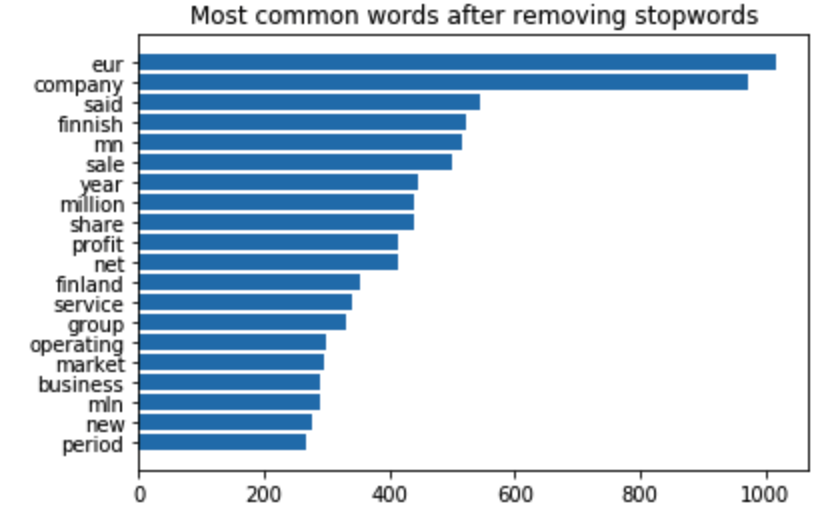 Most common words after removing stopwords
eur
company
said
finnish
mn
sale
year
million
share
profit
net
finland
service
group
operating
market
business
mln
new
period
0 200 400 600 800 1000